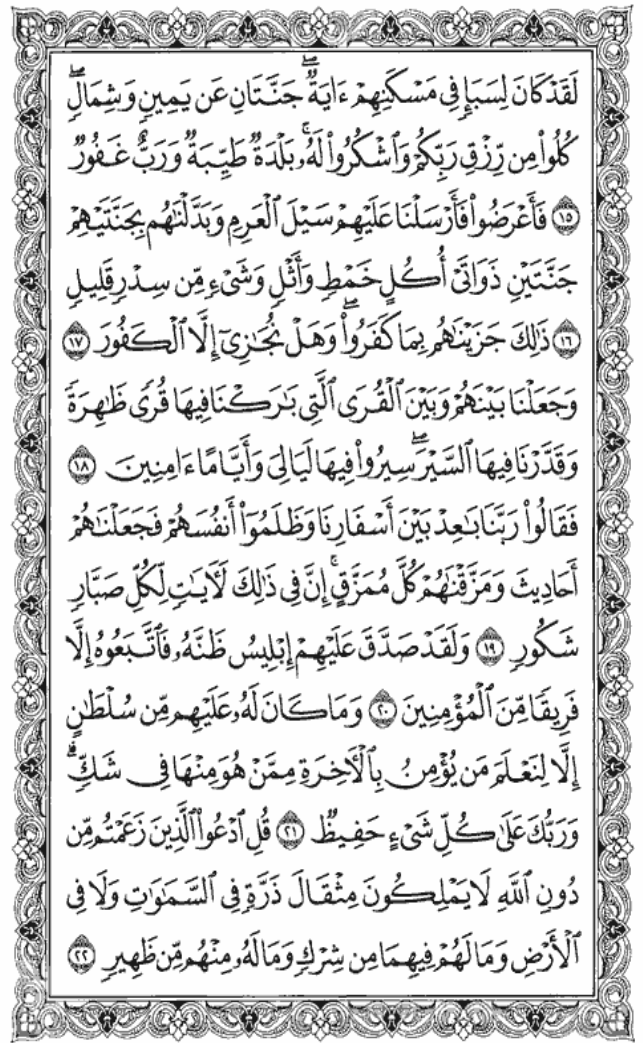 لَقَدْ كَانَ لِسَبَإٍ فِي مَسْكَنِهِمْ ءَايَةٌۖ جَنَّتَانِ عَن يَمِينٍ وَشِمَالٍۖ
كُلُوا۟ مِن رِّزْقِ رَبِّكُمْ وَٱشْكُرُوا۟ لَهُۥۚ بَلْدَةٌ طَيِّبَةٌ وَرَبٌّ غَفُورٌ
١٥ فَأَعْرَضُوا۟ فَأَرْسَلْنَا عَلَيْهِمْ سَيْلَ ٱلْعَرِمِ وَبَدَّلْنَٰهُم بِجَنَّتَيْهِمْ
جَنَّتَيْنِ ذَوَاتَىْ أُكُلٍ خَمْطٍ وَأَثْلٍ وَشَىْءٍ مِّن سِدْرٍ قَلِيلٍ
١٦ ذَٰلِكَ جَزَيْنَٰهُم بِمَا كَفَرُوا۟ۖ وَهَلْ نُجَٰزِىٓ إِلَّا ٱلْكَفُورَ ١٧
وَجَعَلْنَا بَيْنَهُمْ وَبَيْنَ ٱلْقُرَى ٱلَّتِى بَٰرَكْنَا فِيهَا قُرًى ظَٰهِرَةً
وَقَدَّرْنَا فِيهَا ٱلسَّيْرَۖ سِيرُوا۟ فِيهَا لَيَالِىَ وَأَيَّامًا ءَامِنِينَ ١٨
فَقَالُوا۟ رَبَّنَا بَٰعِدْ بَيْنَ أَسْفَارِنَا وَظَلَمُوٓا۟ أَنفُسَهُمْ فَجَعَلْنَٰهُمْ
أَحَادِيثَ وَمَزَّقْنَٰهُمْ كُلَّ مُمَزَّقٍۚ إِنَّ فِى ذَٰلِكَ لَءَايَٰتٍ لِّكُلِّ صَبَّارٍ
شَكُورٍ ١٩ وَلَقَدْ صَدَّقَ عَلَيْهِمْ إِبْلِيسُ ظَنَّهُۥ فَٱتَّبَعُوهُ إِلَّا
فَرِيقًا مِّنَ ٱلْمُؤْمِنِينَ ٢٠ وَمَا كَانَ لَهُۥ عَلَيْهِم مِّن سُلْطَٰنٍ
إِلَّا لِنَعْلَمَ مَن يُؤْمِنُ بِٱلْءَاخِرَةِ مِمَّنْ هُوَ مِنْهَا فِى شَكٍّۗ
وَرَبُّكَ عَلَىٰ كُلِّ شَىْءٍ حَفِيظٌ ٢١ قُلِ ٱدْعُوا۟ ٱلَّذِينَ زَعَمْتُم مِّن
دُونِ ٱللَّهِ لَا يَمْلِكُونَ مِثْقَالَ ذَرَّةٍ فِى ٱلسَّمَٰوَٰتِ وَلَا فِى
ٱلْأَرْضِ وَمَا لَهُمْ فِيهِمَا مِن شِرْكٍ وَمَا لَهُۥ مِنْهُم مِّن ظَهِيرٍ ٢٢